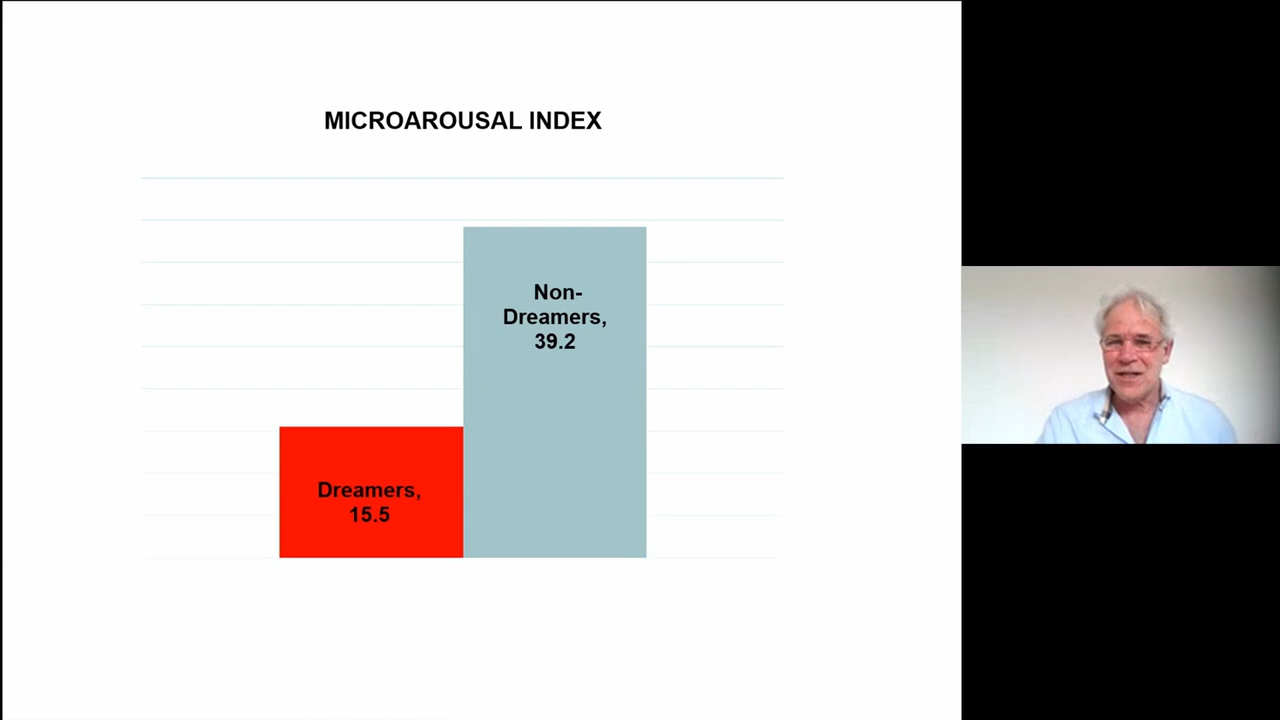 MICROAROUSAL INDEX
Non-
Dreamers,
39.2
Dreamers,
15.5